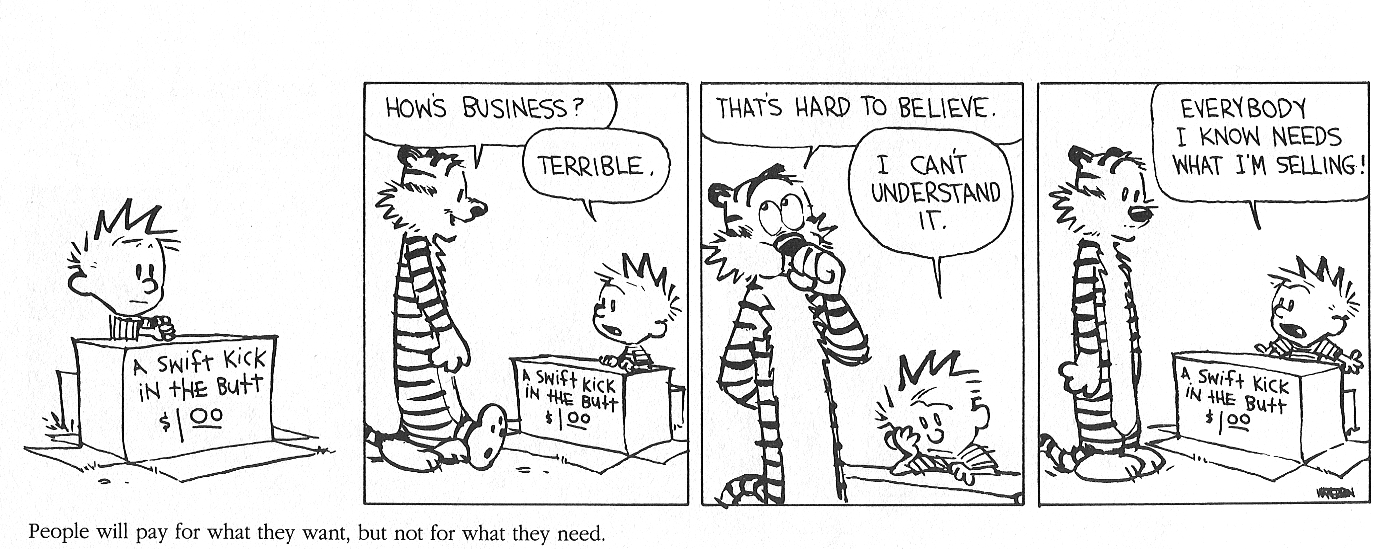 A SWIFT KICK
IN THE BUTT
$1.00
HOW'S BUSINESS?
TERRIBLE.
A SWIFT KICK
IN THE BUTT
$1.00
THAT'S HARD TO BELIEVE.
I CAN'T
UNDERSTAND
IT.
EVERYBODY
I KNOW NEEDS
WHAT I'M SELLING!
A SWIFT KICK
IN THE BUTT
$1.00
WATTERSON
People will pay for what they want, but not for what they need.